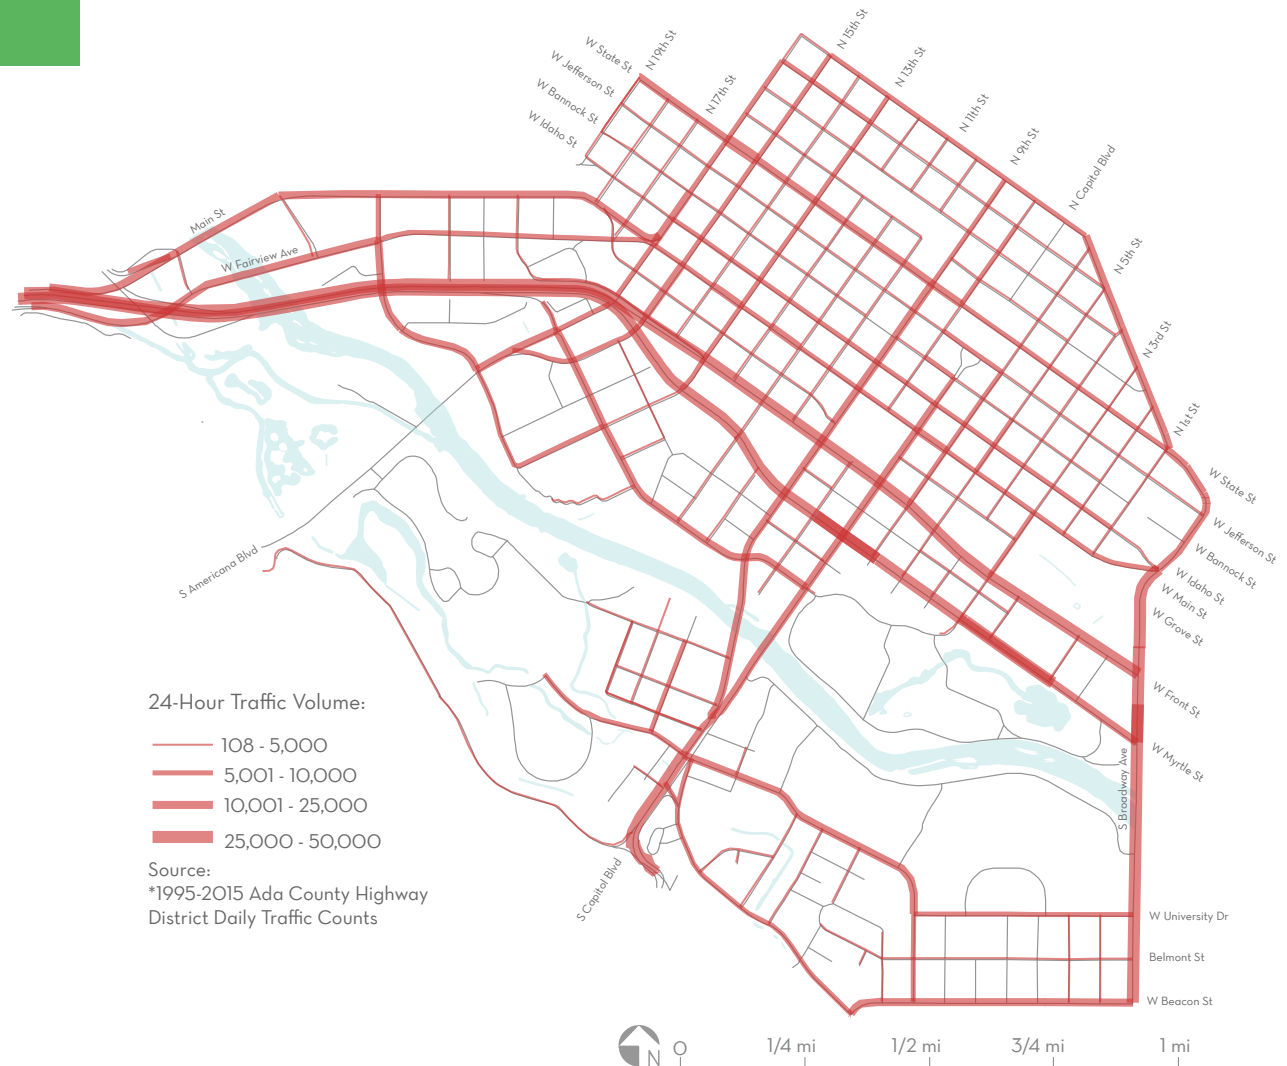 N 15th St
N 19th St
W State St
N 13th St
W Jefferson St
N 17th St
W Bannock St
N 11th St
W Idaho St
N 9th St
N Capitol Blvd
Main St
W Fairview Ave
N 5th St
N 3rd St
N 1st St
W State St
W Jefferson St
S Americana Blvd
W Bannock St
W Idaho St
W Main St
W Grove St
W Front St
W Myrtle St
S Broadway Ave
24-Hour Traffic Volume:
108 - 5,000
5,001 - 10,000
10,001 - 25,000
25,000 - 50,000
Source:
*1995-2015 Ada County Highway
District Daily Traffic Counts
S Capitol Blvd
W University Dr
Belmont St
W Beacon St
N 0 1/4 mi 1/2 mi 3/4 mi 1 mi